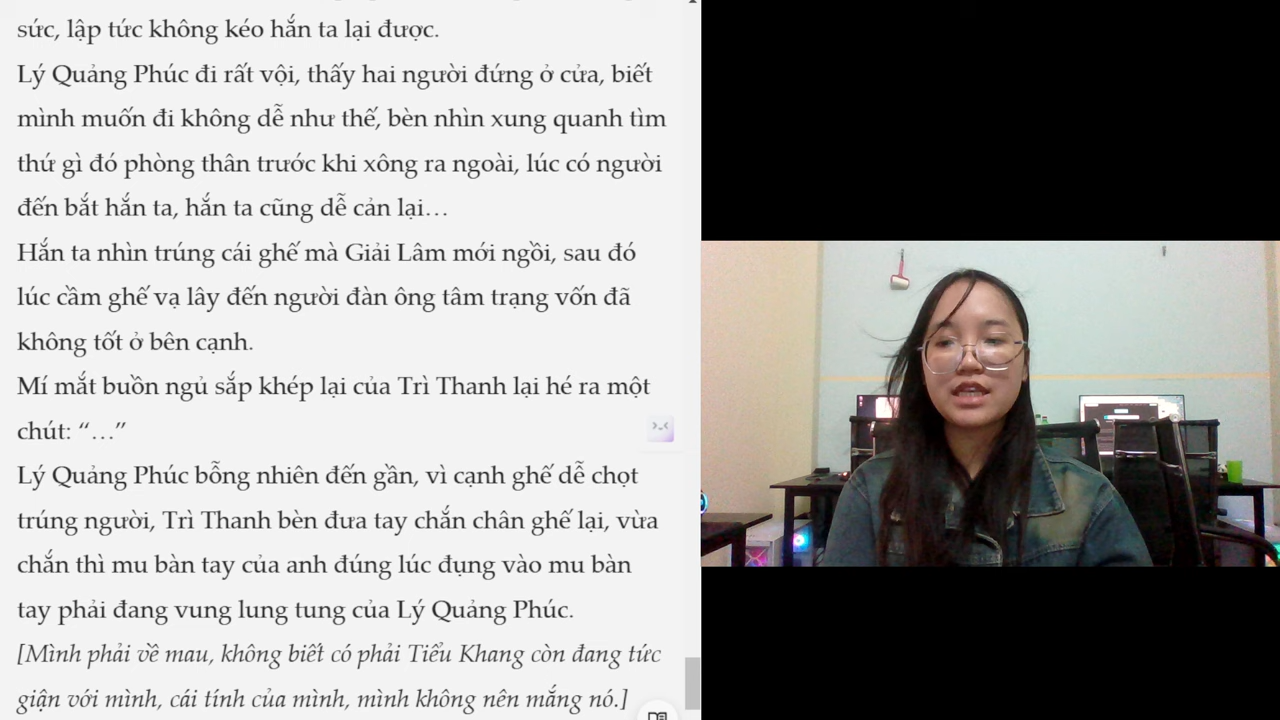 sức, lập tức không kéo hắn ta lại được.
Lý Quảng Phúc đi rất vội, thấy hai người đứng ở cửa, biết
mình muốn đi không dễ như thế, bèn nhìn xung quanh tìm
thứ gì đó phòng thân trước khi xông ra ngoài, lúc có người
đến bắt hắn ta, hắn ta cũng dễ cản lại…
Hắn ta nhìn trúng cái ghế mà Giải Lâm mới ngồi, sau đó
lúc cầm ghế vạ lây đến người đàn ông tâm trạng vốn đã
không tốt ở bên cạnh.
Mí mắt buồn ngủ sắp khép lại của Trì Thanh lại hé ra một
chút: “…”
Lý Quảng Phúc bỗng nhiên đến gần, vì cạnh ghế dễ chọt
trúng người, Trì Thanh bèn đưa tay chắn chân ghế lại, vừa
chắn thì mu bàn tay của anh đúng lúc đụng vào mu bàn
tay phải đang vung lung tung của Lý Quảng Phúc.
[Mình phải về mau, không biết có phải Tiểu Khang còn đang tức
giận với mình, cái tính của mình, mình không nên mắng nó.]